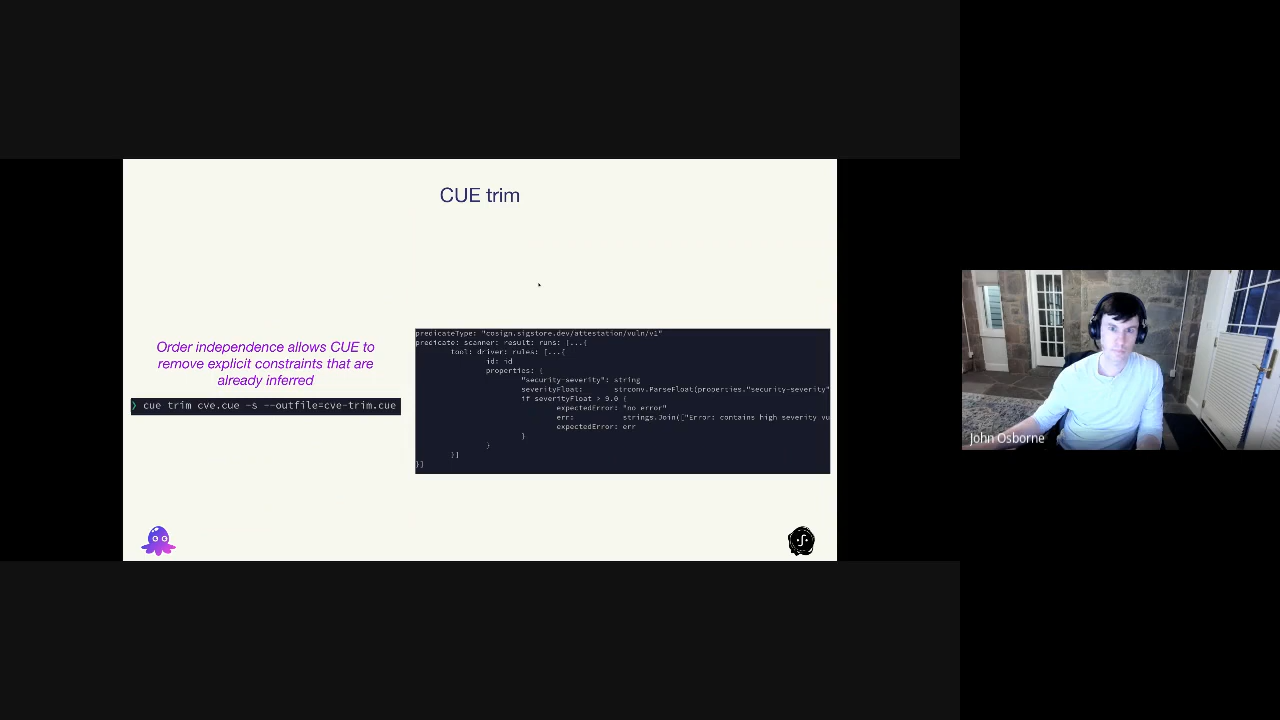 CUE trim
Order independence allows CUE to
remove explicit constraints that are
already inferred
❯ cue trim cve.cue -s --outfile=cve-trim.cue
predicateType: "cosign.sigstore.dev/attestation/vuln/v1"
predicate: scanner: result: runs: [...{
tool: driver: rules: [...{
id: id
properties: {
"security-severity": string
severityFloat: strconv.ParseFloat(properties."security-severity"
if severityFloat > 9.0 {
expectedError: "no error"
err: strings.Join(["Error: contains high severity vu
expectedError: err
}
}
}]
}]
John Osborne